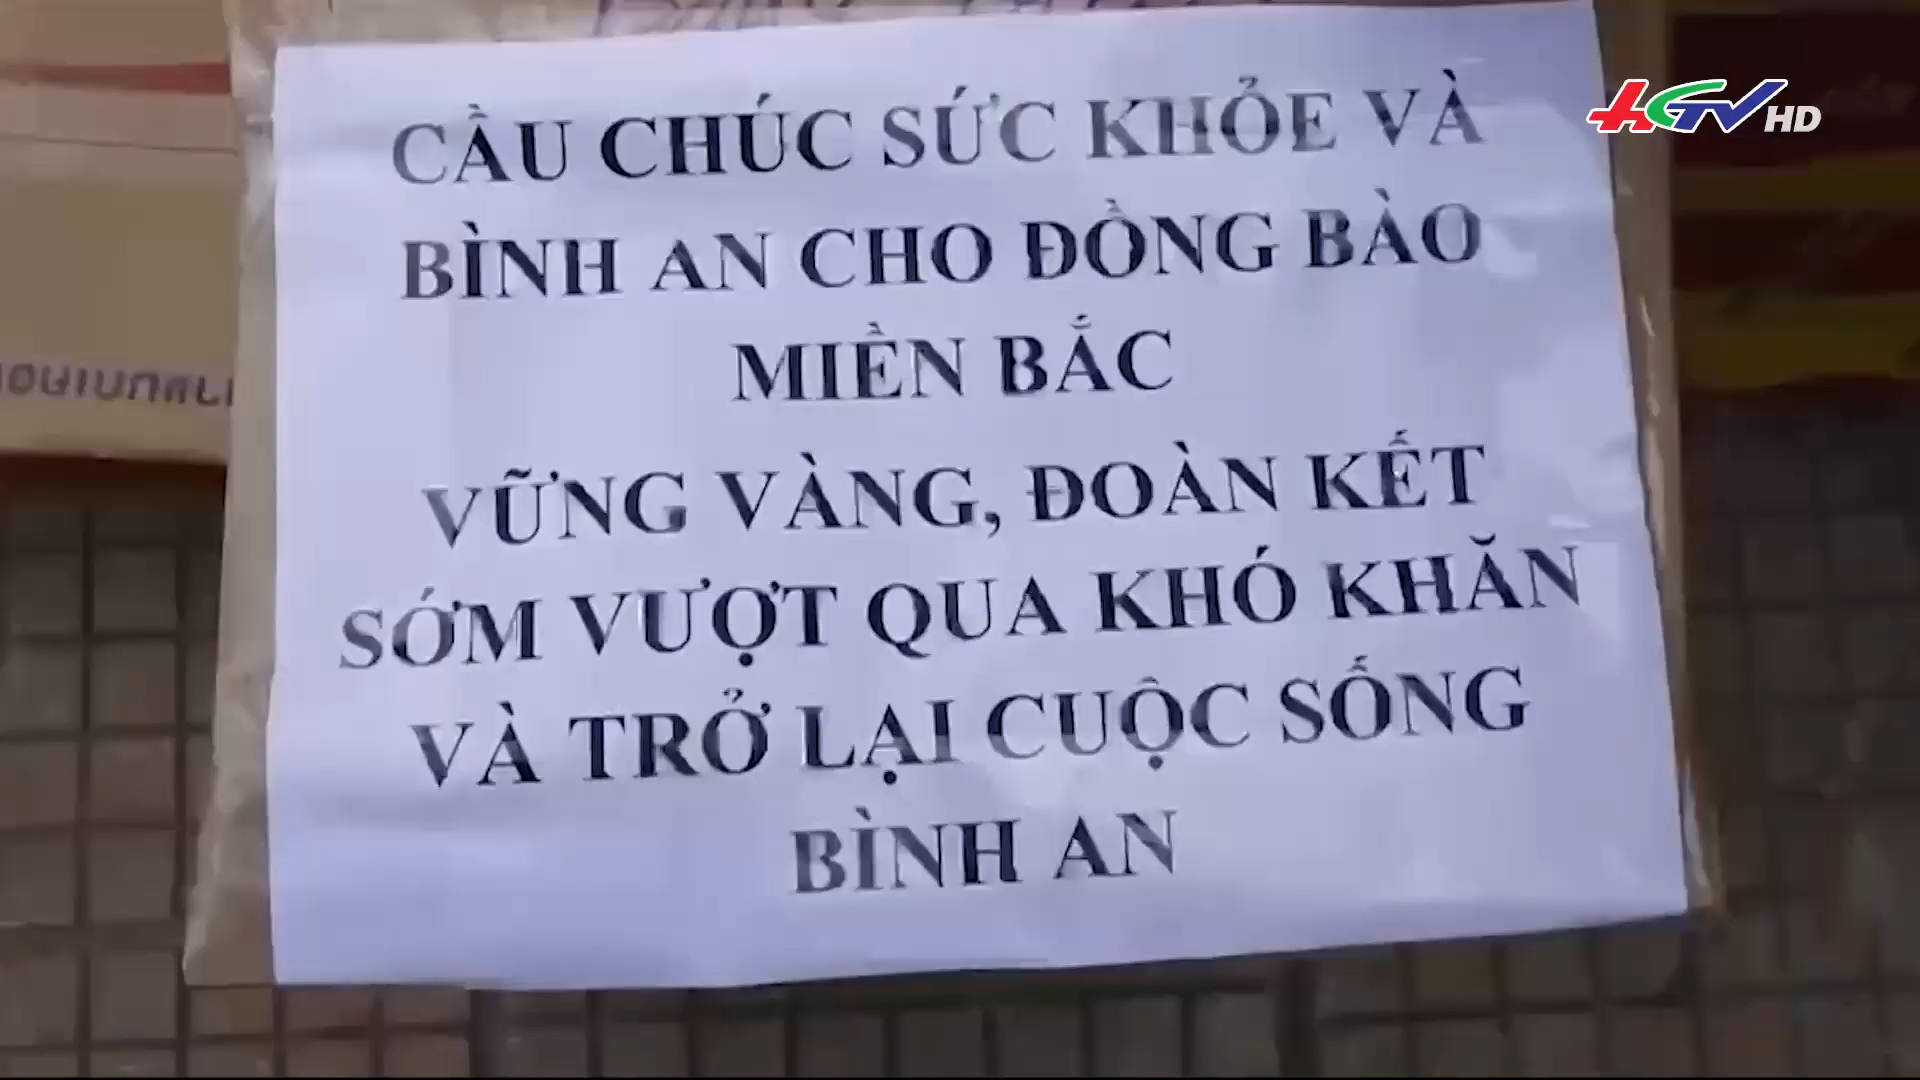 HGTV HD
CẦU CHÚC SỨC KHỎE VÀ
BÌNH AN CHO ĐỒNG BÀO
MIỀN BẮC
VỮNG VÀNG, ĐOÀN KẾT
SỚM VƯỢT QUA KHÓ KHĂN
VÀ TRỞ LẠI CUỘC SỐNG
BÌNH AN